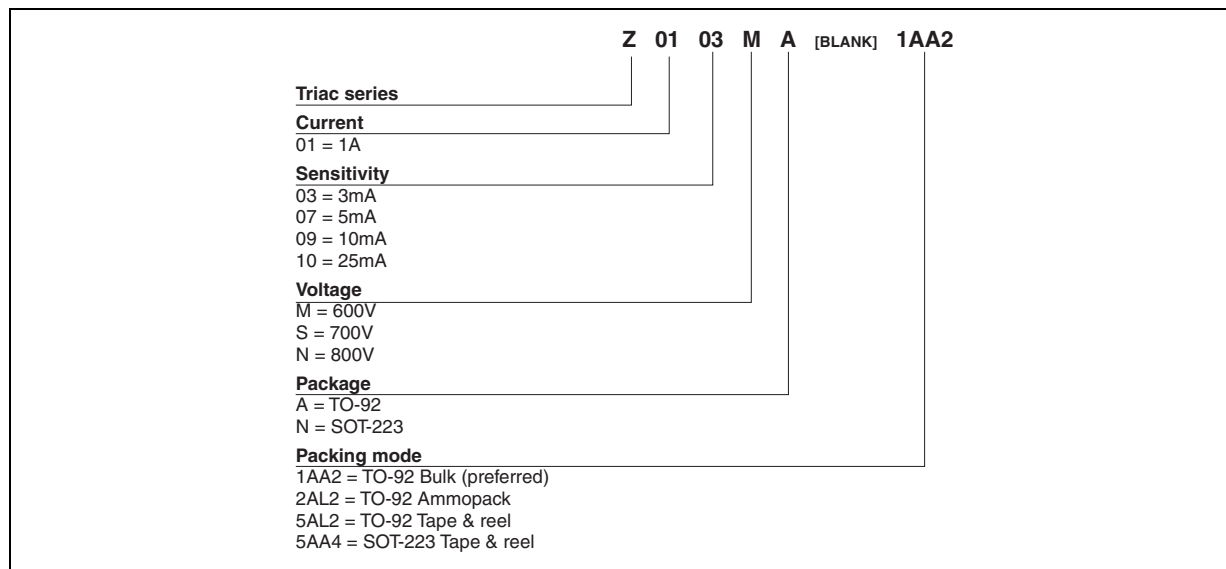 Z 01 03 M A [BLANK] 1AA2
Triac series
Current
01 = 1A
Sensitivity
03 = 3mA
07 = 5mA
09 = 10mA
10 = 25mA
Voltage
M = 600V
S = 700V
N = 800V
Package
A = TO-92
N = SOT-223
Packing mode
1AA2 = TO-92 Bulk (preferred)
2AL2 = TO-92 Ammopack
5AL2 = TO-92 Tape & reel
5AA4 = SOT-223 Tape & reel